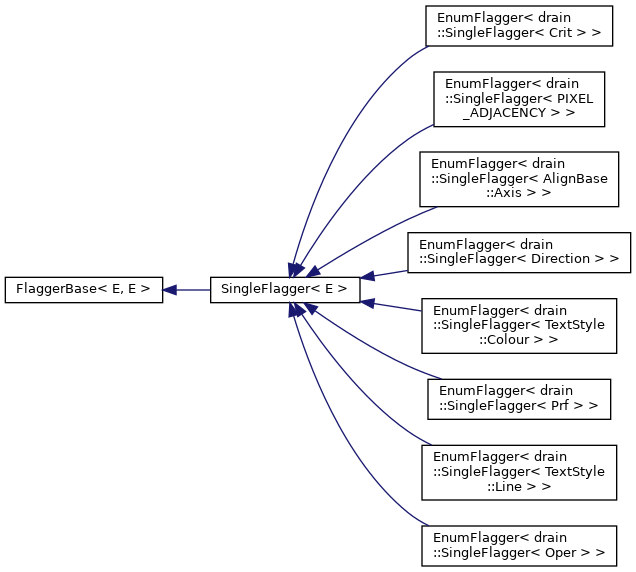 EnumFlagger< drain
::SingleFlagger< Crit > >
EnumFlagger< drain
::SingleFlagger< PIXEL
_ADJACENCY > >
EnumFlagger< drain
::SingleFlagger< AlignBase
::Axis > >
EnumFlagger< drain
::SingleFlagger< Direction > >
FlaggerBase< E, E >
SingleFlagger< E >
EnumFlagger< drain
::SingleFlagger< TextStyle
::Colour > >
EnumFlagger< drain
::SingleFlagger< Prf > >
EnumFlagger< drain
::SingleFlagger< TextStyle
::Line > >
EnumFlagger< drain
::SingleFlagger< Oper > >